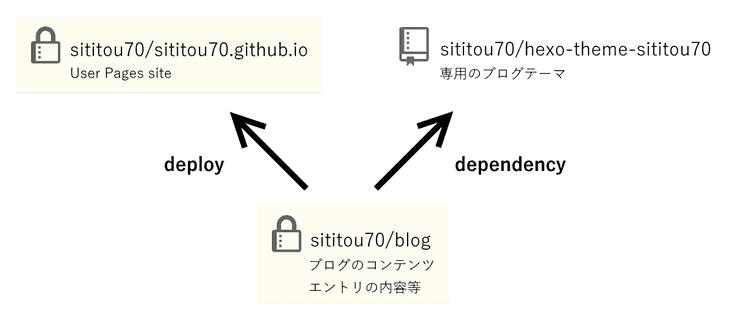 sititou70/sititou70.github.io
User Pages site
sititou70/hexo-theme-sititou70
専用のブログテーマ
deploy
dependency
sititou70/blog
ブログのコンテンツ
エントリの内容等